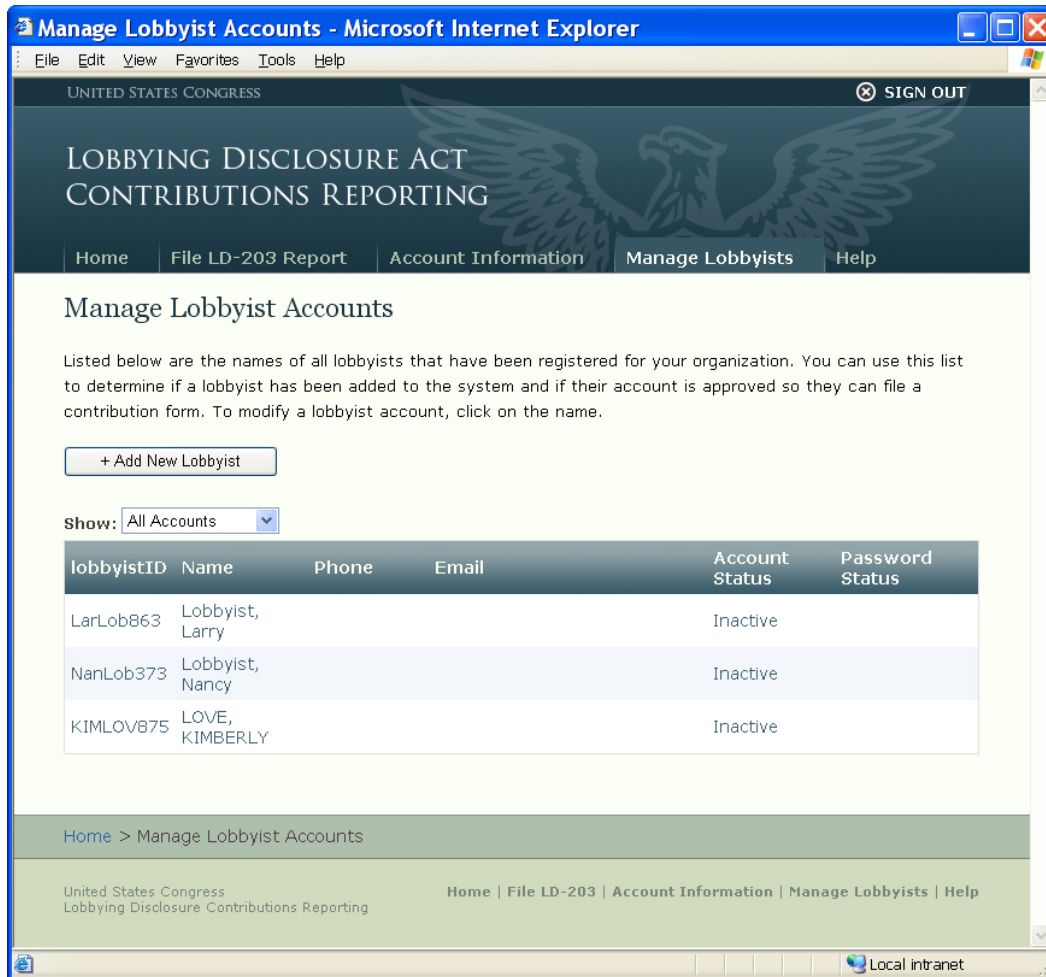 Manage Lobbyist Accounts - Microsoft Internet Explorer
File Edit View Favorites Tools Help
UNITED STATES CONGRESS
SIGN OUT
LOBBYING DISCLOSURE ACT
CONTRIBUTIONS REPORTING
Home File LD-203 Report Account Information Manage Lobbyists Help
Manage Lobbyist Accounts
Listed below are the names of all lobbyists that have been registered for your organization. You can use this list
to determine if a lobbyist has been added to the system and if their account is approved so they can file a
contribution form. To modify a lobbyist account, click on the name.
+ Add New Lobbyist
Show: All Accounts
lobbyistID Name Phone Email Account Status Password Status
LarLob863 Lobbyist, Larry Inactive
NanLob373 Lobbyist, Nancy Inactive
KIMLOV875 LOVE, KIMBERLY Inactive
Home > Manage Lobbyist Accounts
United States Congress
Lobbying Disclosure Contributions Reporting
Home | File LD-203 | Account Information | Manage Lobbyists | Help
Local intranet